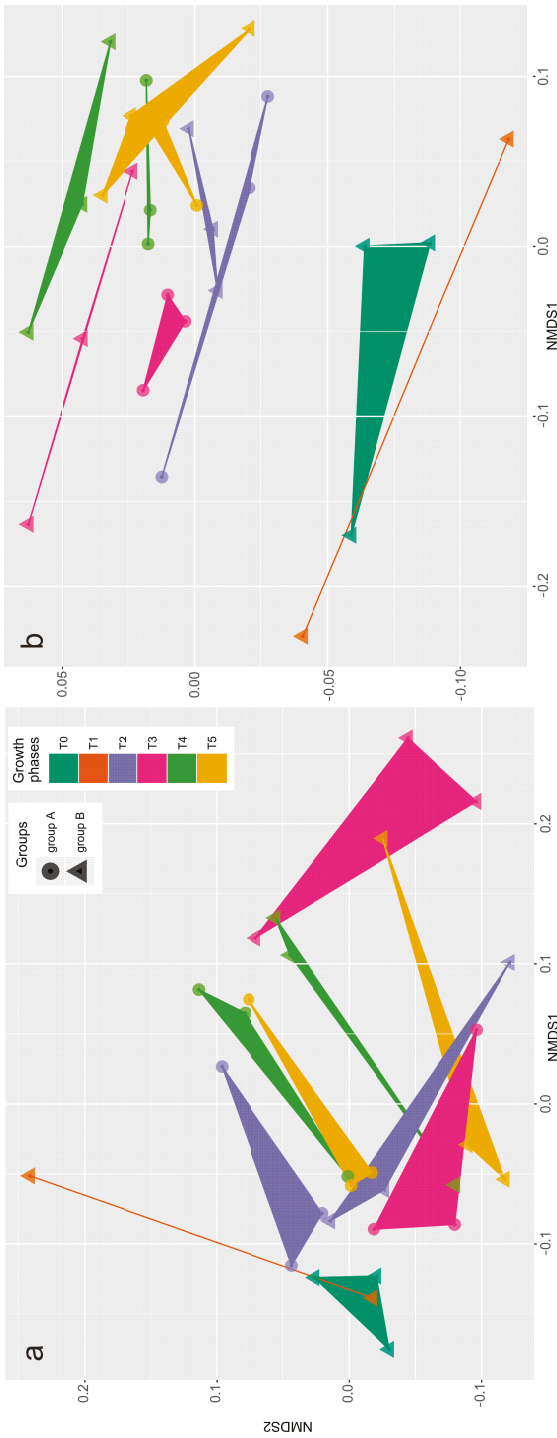 a
Groups
group A
group B
Growth
phases
T0
T1
T2
T3
T4
T5
NMDS2
0.2
0.1
0.0
-0.1
-0.1
0.0
0.1
0.2
NMDS1
b
0.05
0.00
-0.05
-0.10
-0.2
-0.1
0.0
0.1
NMDS1